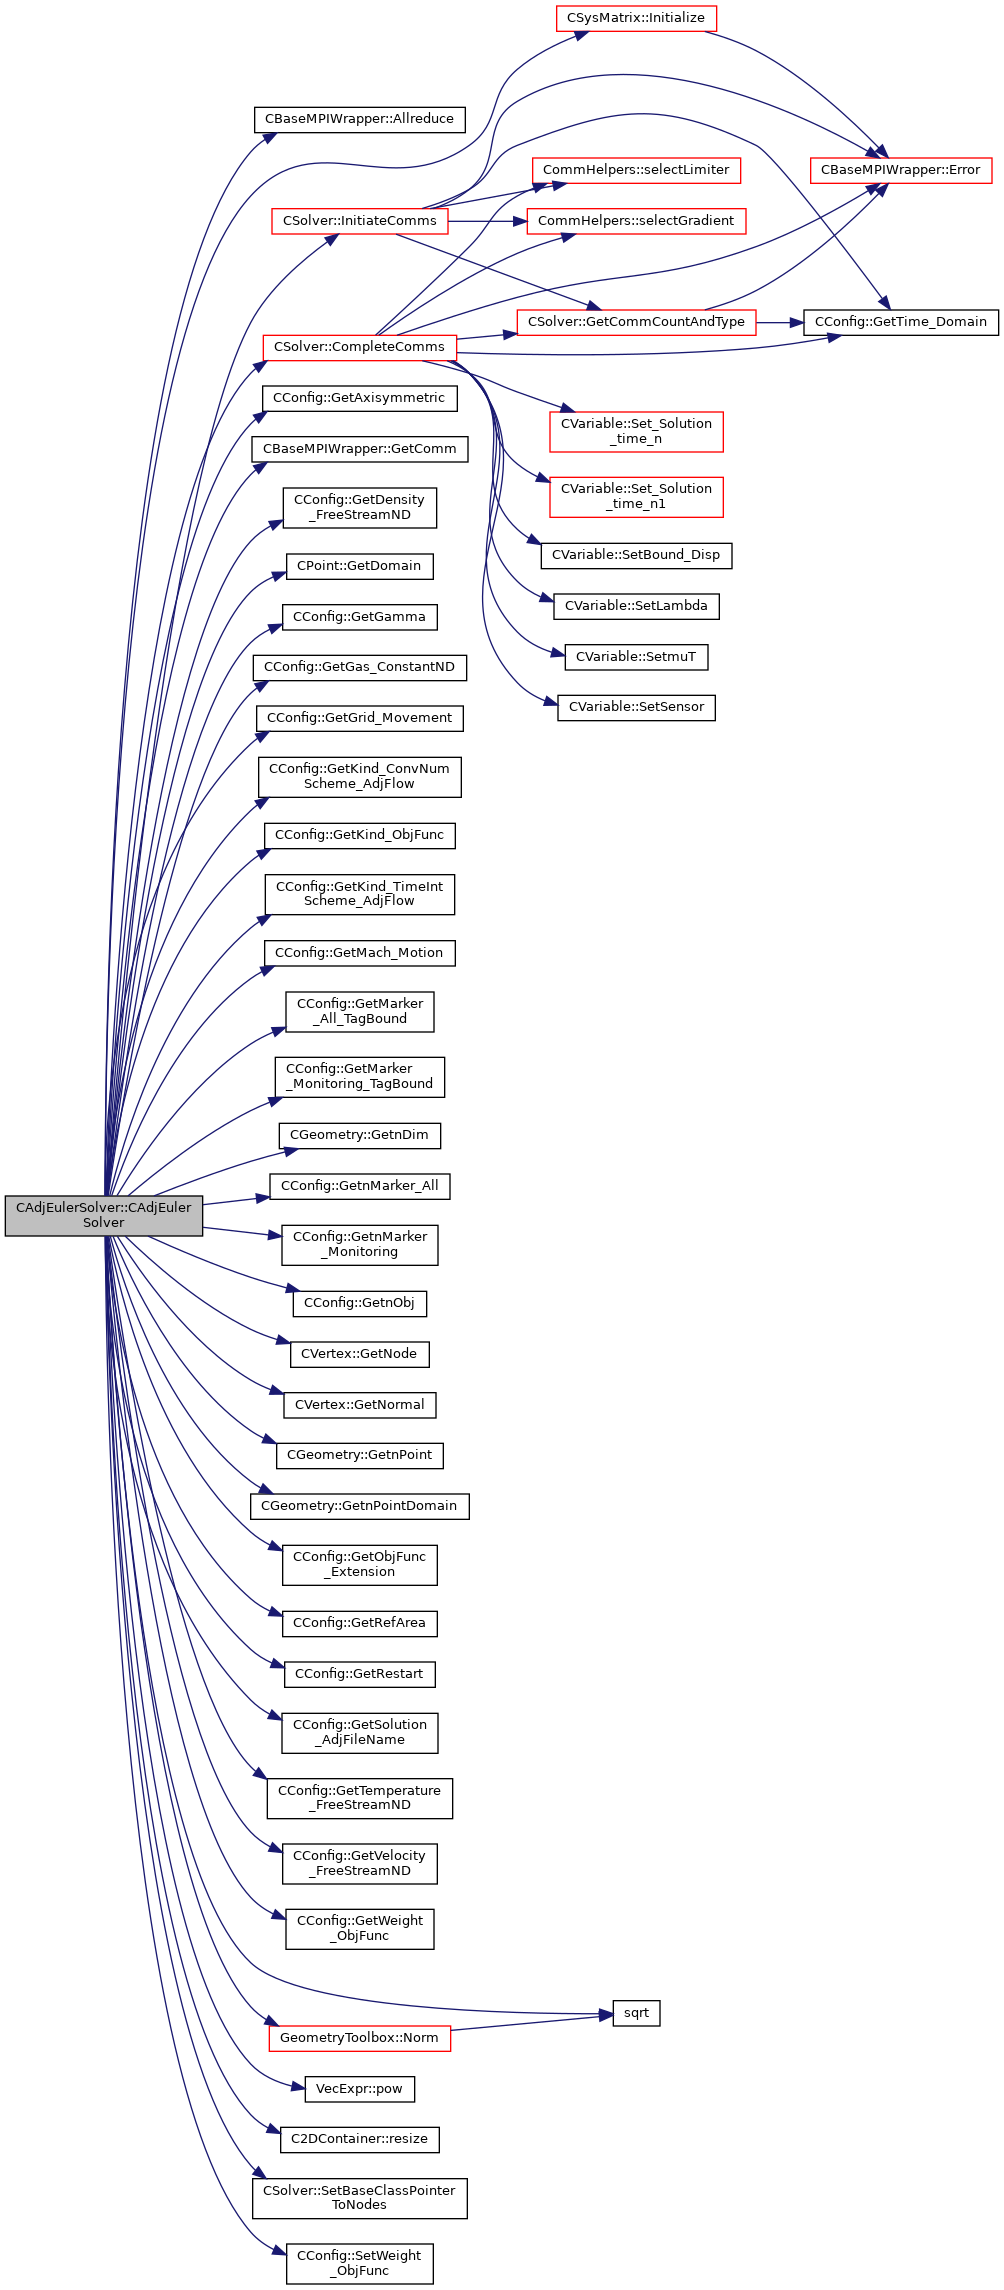 CSysMatrix::Initialize
CBaseMPIWrapper::Allreduce
CommHelpers::selectLimiter
CBaseMPIWrapper::Error
CSolver::InitiateComms
CommHelpers::selectGradient
CSolver::GetCommCountAndType
CConfig::GetTime_Domain
CSolver::CompleteComms
CConfig::GetAxisymmetric
CVariable::Set_Solution
_time_n
CBaseMPIWrapper::GetComm
CVariable::Set_Solution
_time_n1
CConfig::GetDensity
_FreeStreamND
CVariable::SetBound_Disp
CPoint::GetDomain
CVariable::SetLambda
CConfig::GetGamma
CVariable::SetmuT
CConfig::GetGas_ConstantND
CVariable::SetSensor
CConfig::GetGrid_Movement
CConfig::GetKind_ConvNum
Scheme_AdjFlow
CConfig::GetKind_ObjFunc
CConfig::GetKind_TimeInt
Scheme_AdjFlow
CConfig::GetMach_Motion
CConfig::GetMarker
_All_TagBound
CConfig::GetMarker
_Monitoring_TagBound
CGeometry::GetnDim
CConfig::GetnMarker_All
CAdjEulerSolver::CAdjEuler
Solver
CConfig::GetnMarker
_Monitoring
CConfig::GetnObj
CVertex::GetNode
CVertex::GetNormal
CGeometry::GetnPoint
CGeometry::GetnPointDomain
CConfig::GetObjFunc
_Extension
CConfig::GetRefArea
CConfig::GetRestart
CConfig::GetSolution
_AdjFileName
CConfig::GetTemperature
_FreeStreamND
CConfig::GetVelocity
_FreeStreamND
CConfig::GetWeight
_ObjFunc
sqrt
GeometryToolbox::Norm
VecExpr::pow
C2DContainer::resize
CSolver::SetBaseClassPointer
ToNodes
CConfig::SetWeight
_ObjFunc